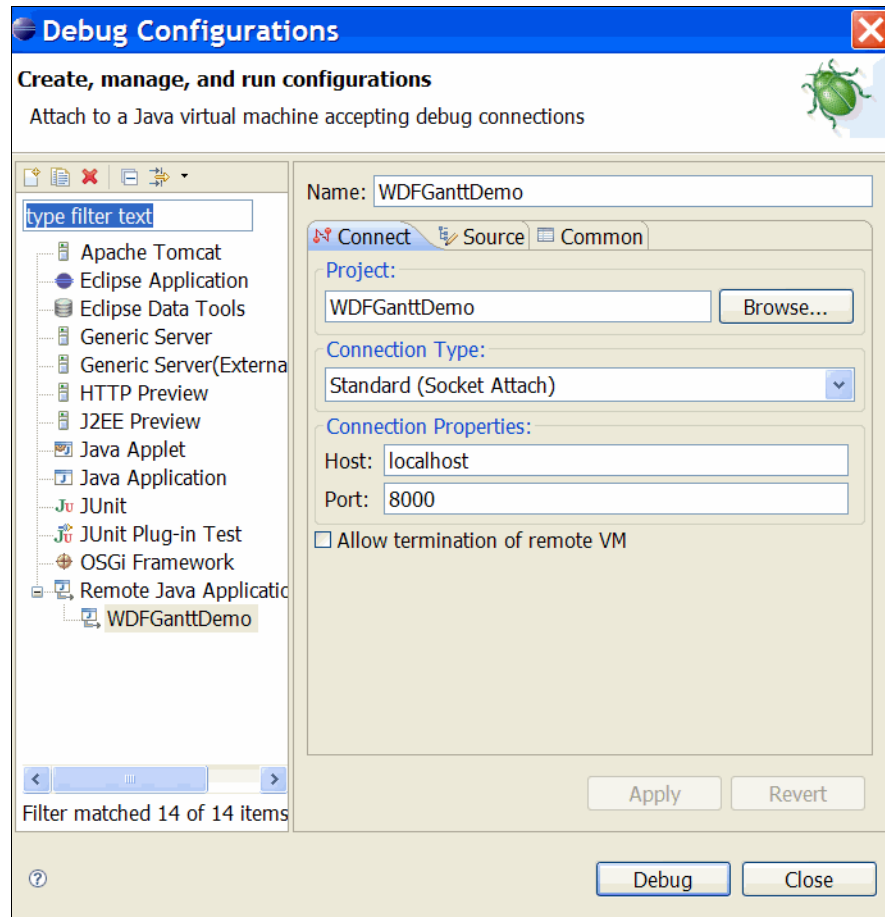 Debug Configurations
Create, manage, and run configurations
Attach to a Java virtual machine accepting debug connections
type filter text
Apache Tomcat
Eclipse Application
Eclipse Data Tools
Generic Server
Generic Server(Externa
HTTP Preview
J2EE Preview
Java Applet
Java Application
JUnit
JUnit Plug-in Test
OSGi Framework
Remote Java Applicatic
WDFGanttDemo
Filter matched 14 of 14 items
Name: WDFGanttDemo
Connect Source Common
Project:
WDFGanttDemo Browse...
Connection Type:
Standard (Socket Attach)
Connection Properties:
Host: localhost
Port: 8000
Allow termination of remote VM
Apply Revert
Debug Close